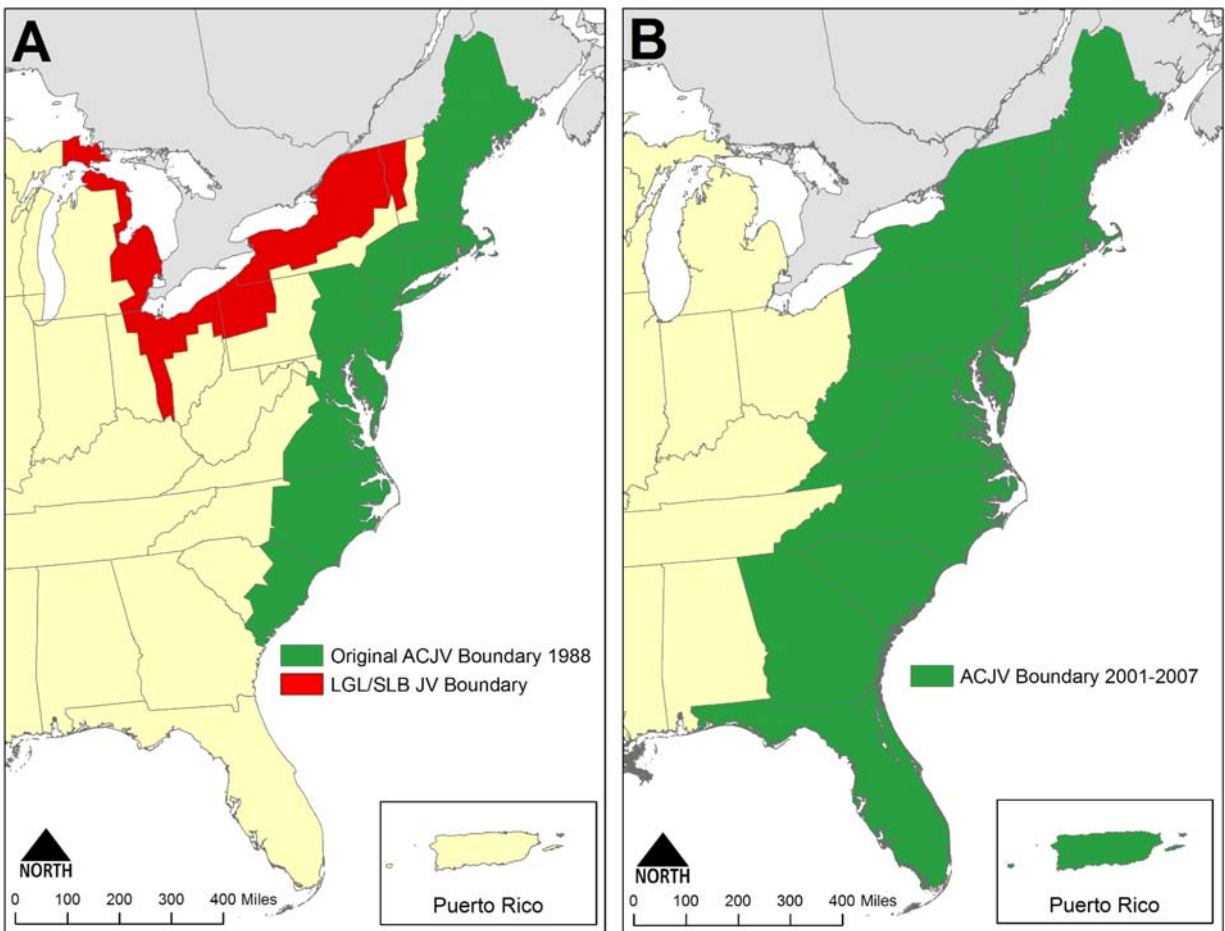 A
Original ACJV Boundary 1988
LGL/SLB JV Boundary
NORTH
0 100 200 300 400 Miles
Puerto Rico
B
ACJV Boundary 2001-2007
NORTH
0 100 200 300 400 Miles
Puerto Rico